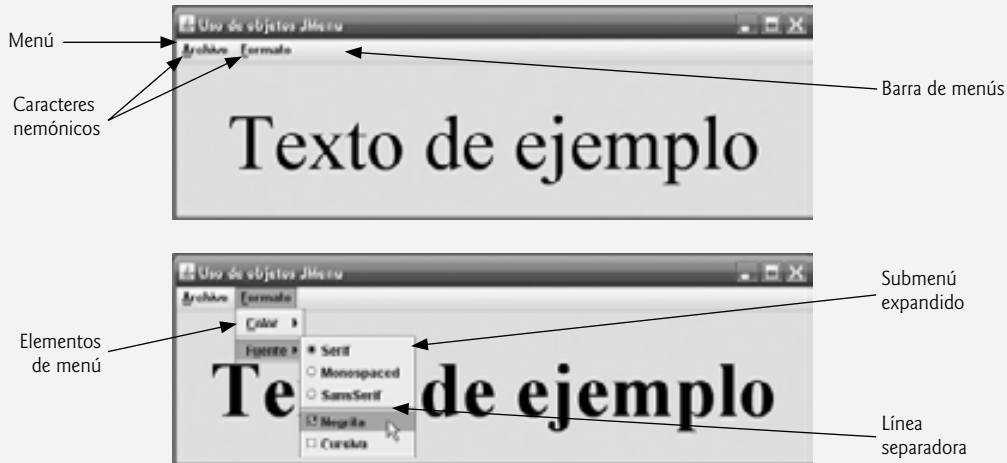 Uso de objetos JMenu
Menú
Archivo Formato
Caracteres
nemónicos
Barra de menús
Texto de ejemplo
Uso de objetos JMenu
Archivo Formato
Submenú
expandido
Color
Elementos
de menú
Fuente
Serif
Monospaced
SansSerif
Te de ejemplo
Negrita
Cursiva
Línea
separadora